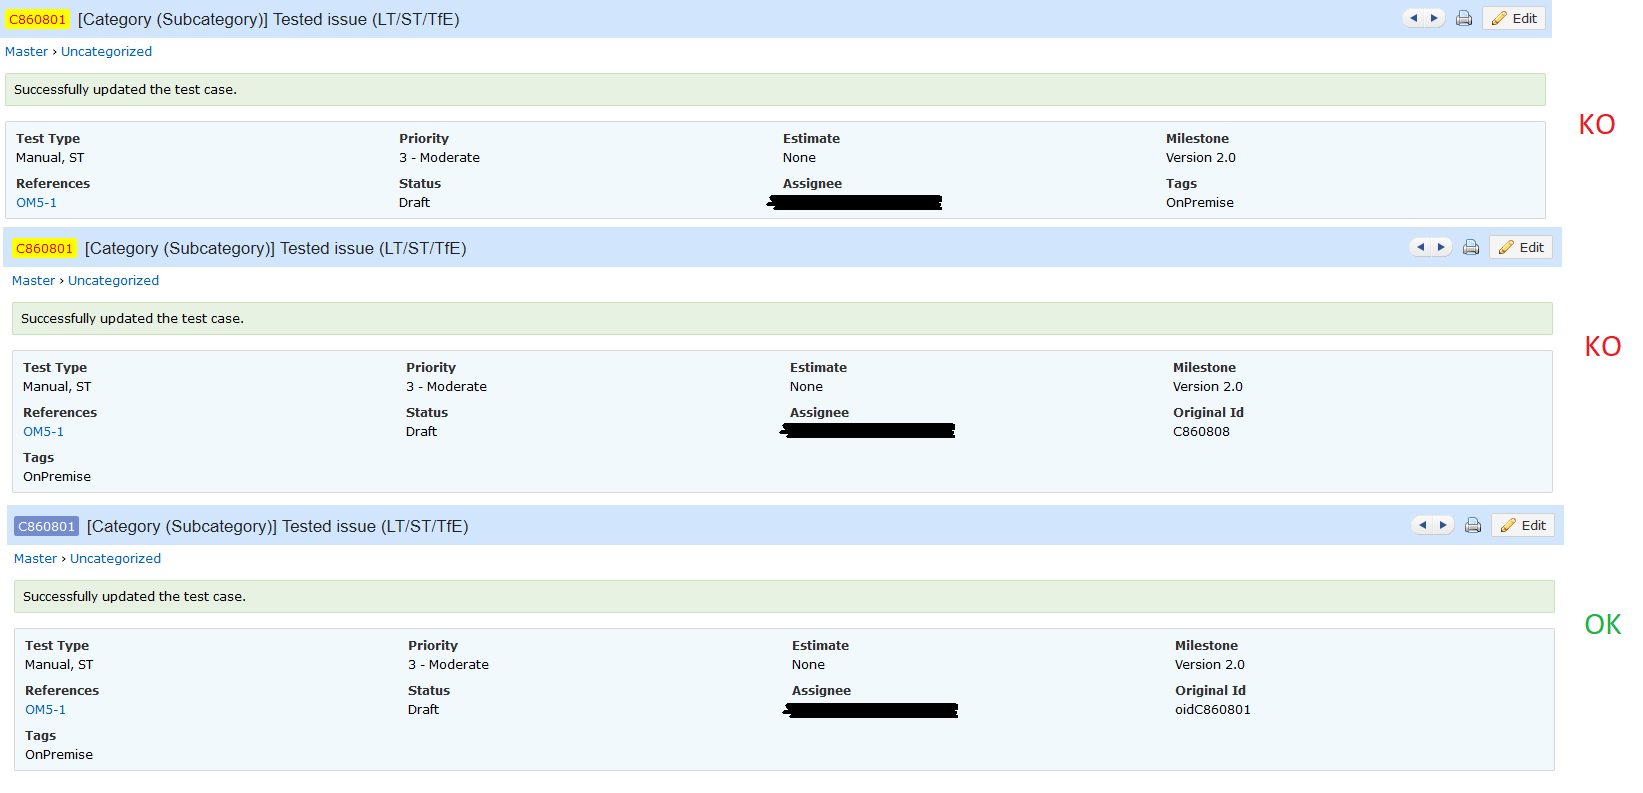 C860801 [Category (Subcategory)] Tested issue (LT/ST/TfE) Edit
Master › Uncategorized
Successfully updated the test case.
KO
Test Type Priority Estimate Milestone
Manual, ST 3 - Moderate None Version 2.0
References Status Assignee Tags
OM5-1 Draft OnPremise
C860801 [Category (Subcategory)] Tested issue (LT/ST/TfE) Edit
Master › Uncategorized
Successfully updated the test case.
KO
Test Type Priority Estimate Milestone
Manual, ST 3 - Moderate None Version 2.0
References Status Assignee Original Id
OM5-1 Draft C860808
Tags
OnPremise
C860801 [Category (Subcategory)] Tested issue (LT/ST/TfE) Edit
Master › Uncategorized
Successfully updated the test case.
OK
Test Type Priority Estimate Milestone
Manual, ST 3 - Moderate None Version 2.0
References Status Assignee Original Id
OM5-1 Draft oidC860801
Tags
OnPremise